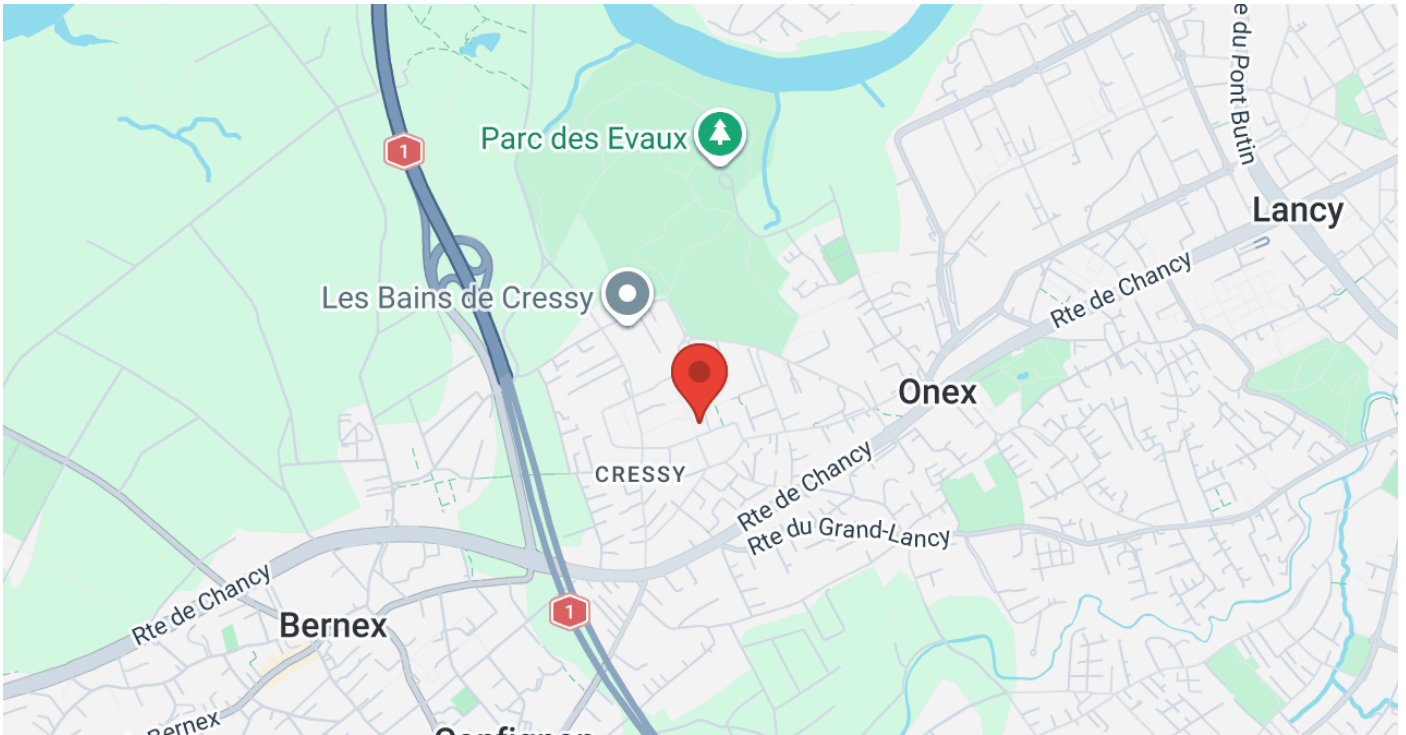 e du Pont Butin
1
Parc des Evaux
Lancy
Rte de Chancy
Les Bains de Cressy
Onex
CRESSY
Rte de Chancy
Rte du Grand-Lancy
Rte de Chancy
1
Bernex
Bernex
Confignon